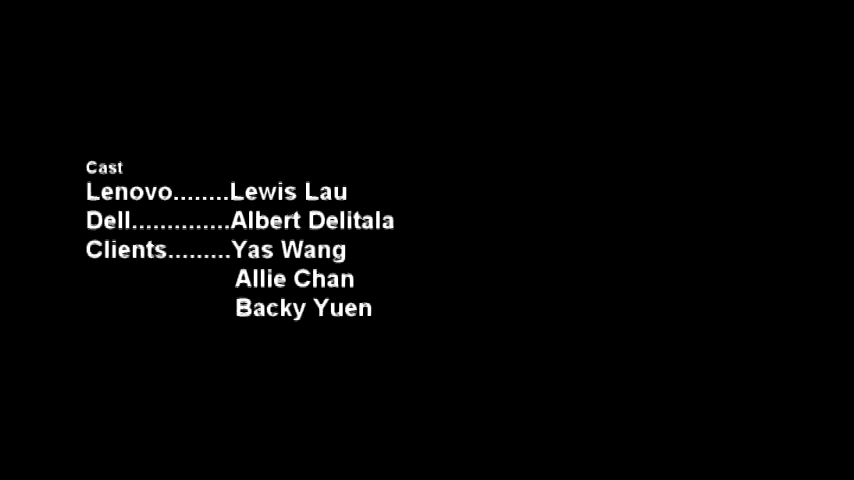 Cast
Lenovo........Lewis Lau
Dell..............Albert Delitala
Clients.........Yas Wang
Allie Chan
Backy Yuen